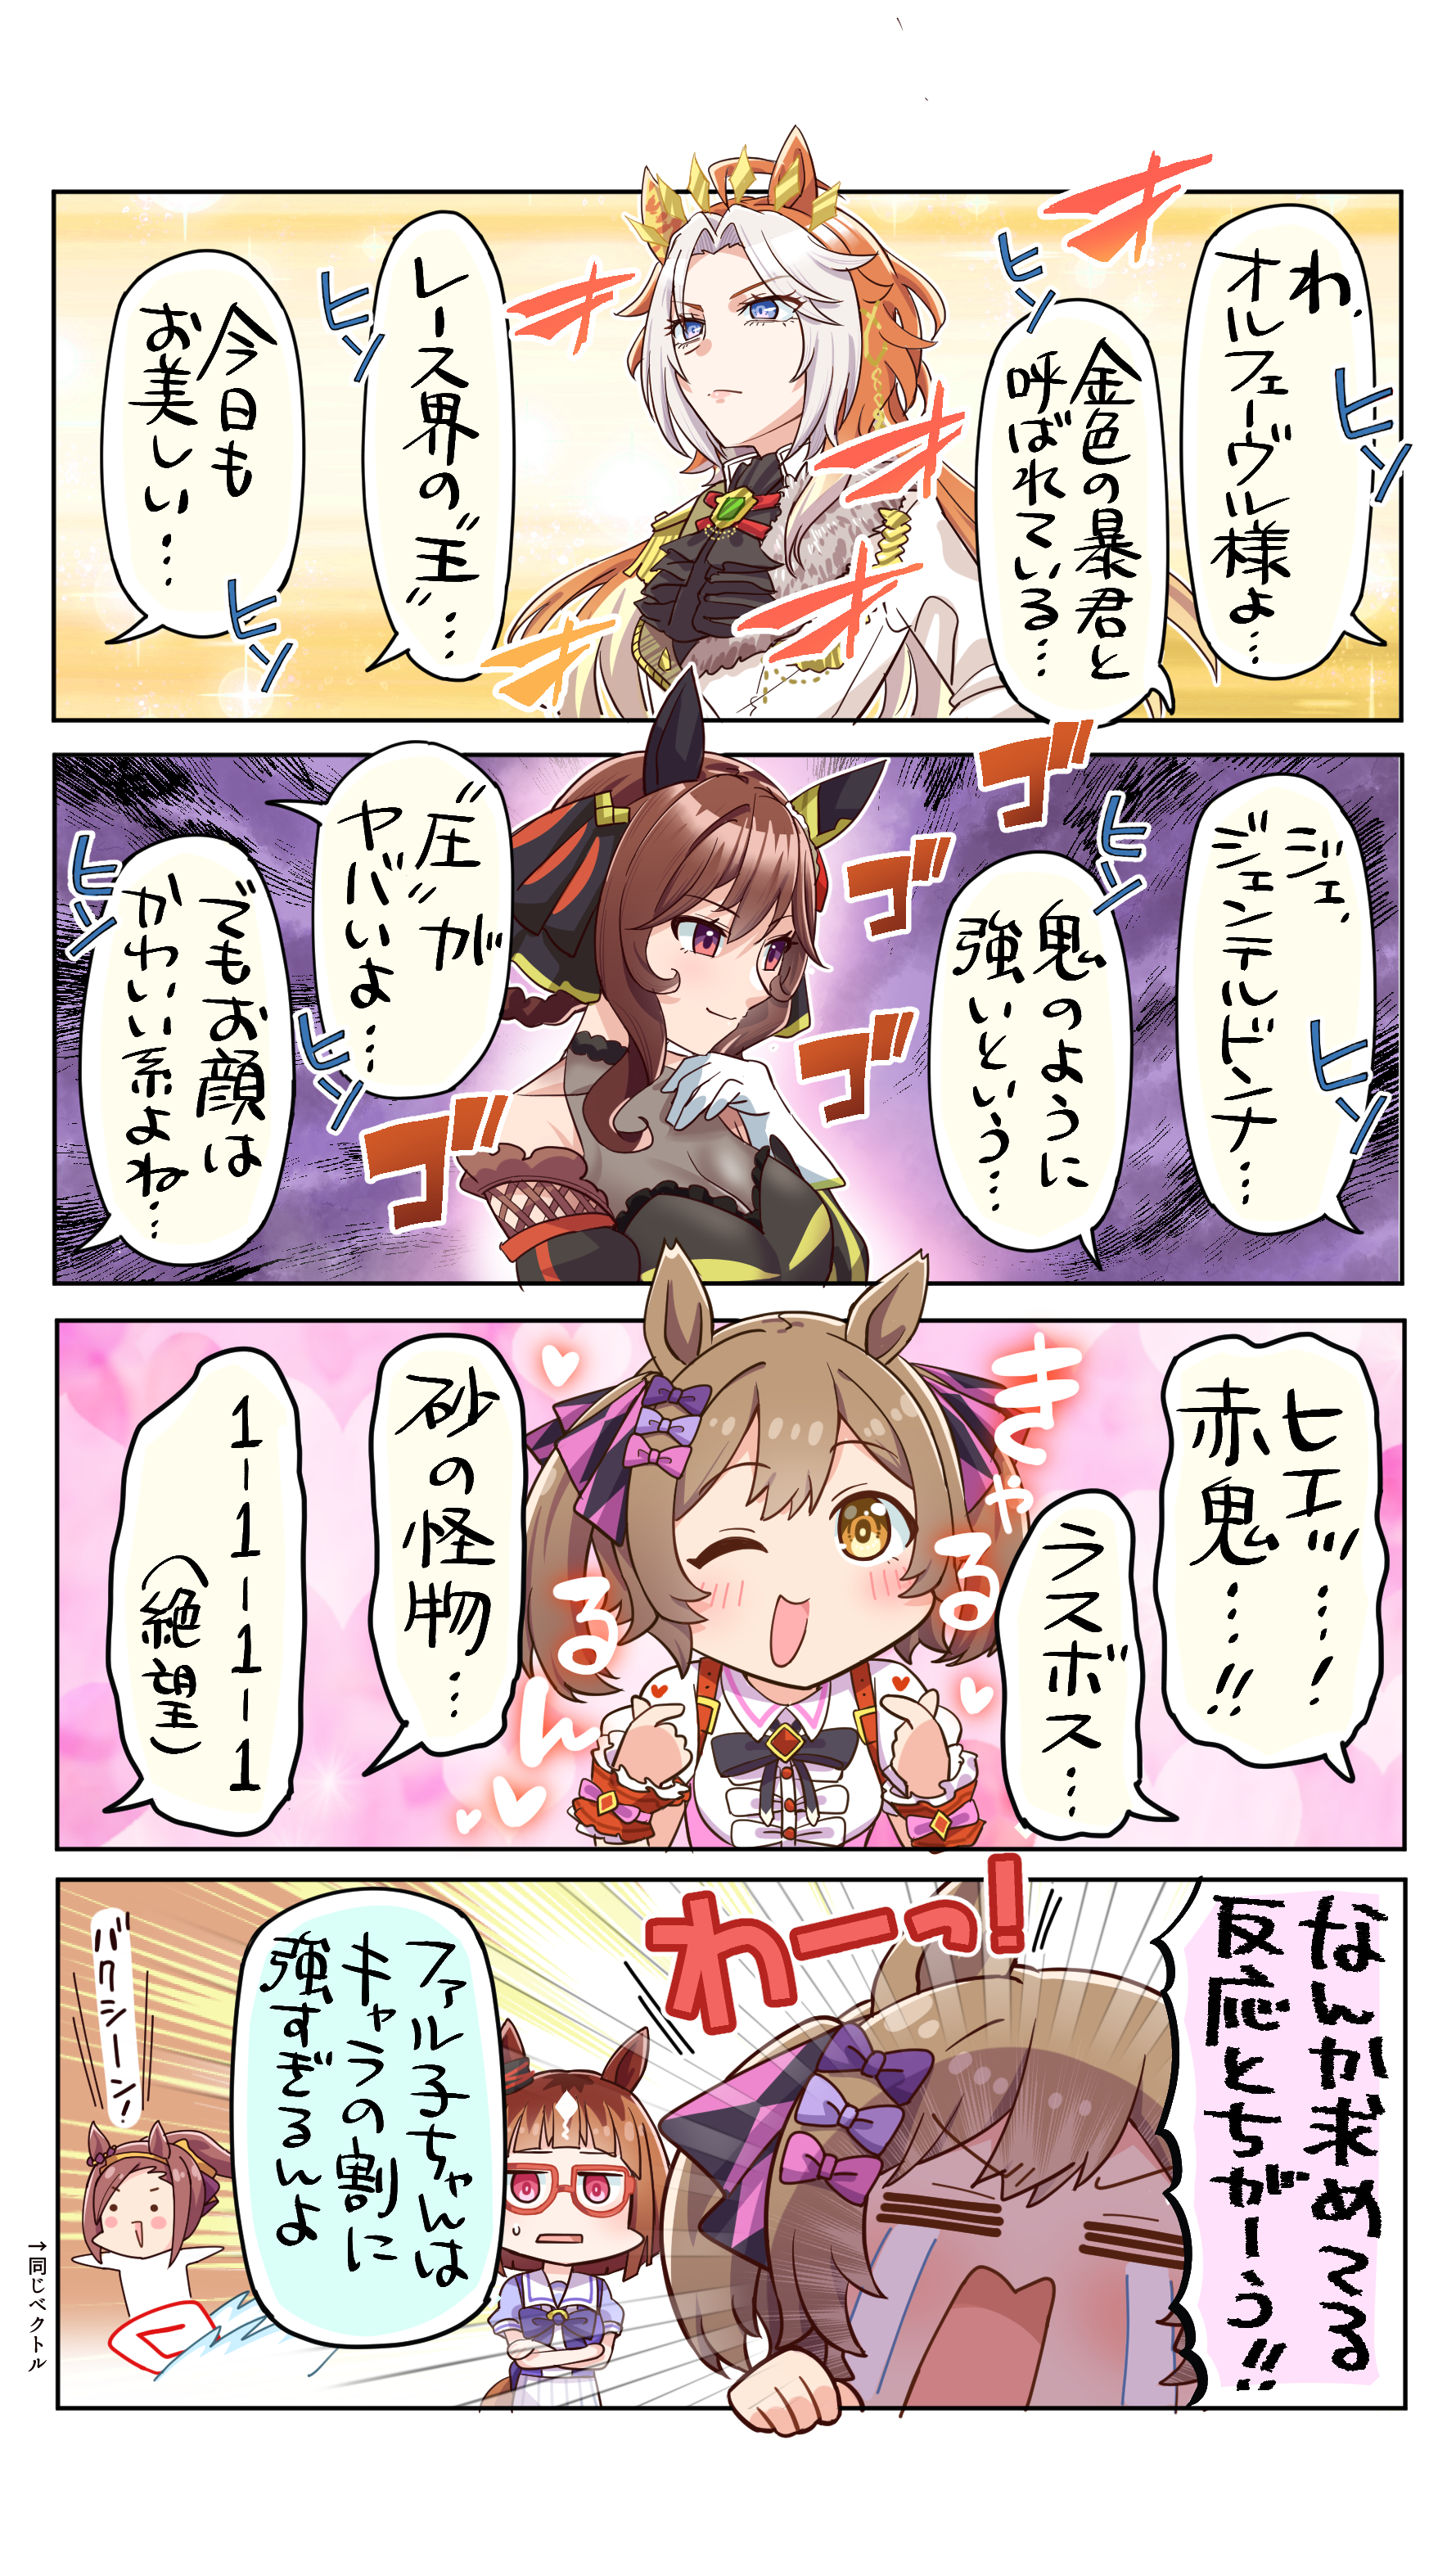 わ、
オルフェーヴル様よ…
金色の暴君と
呼ばれている…
レース界の
〝王〟…
今日も
お美しい…
ヒソ
ヒソ
ヒソ
ヒソ
オ
オ
オ
オ
オ
ジェ、
ジェンテルドンナ…
鬼のように
強いという…
〝圧〟が
ヤバいよ…
でもお顔は
かわいい系よね…
ヒソ
ヒソ
ヒソ
ヒソ
ゴ
ゴ
ゴ
ゴ
ヒエッ…!
赤鬼…!!
ラスボス…
砂の怪物…
1-1-1-1
(絶望)
きゃ
る
る
ん
なんか求めてる
反応とちがーう!!
わーっ!
ファル子ちゃんは
キャラの割に
強すぎるんよ
バクシーン!
→同じベクトル